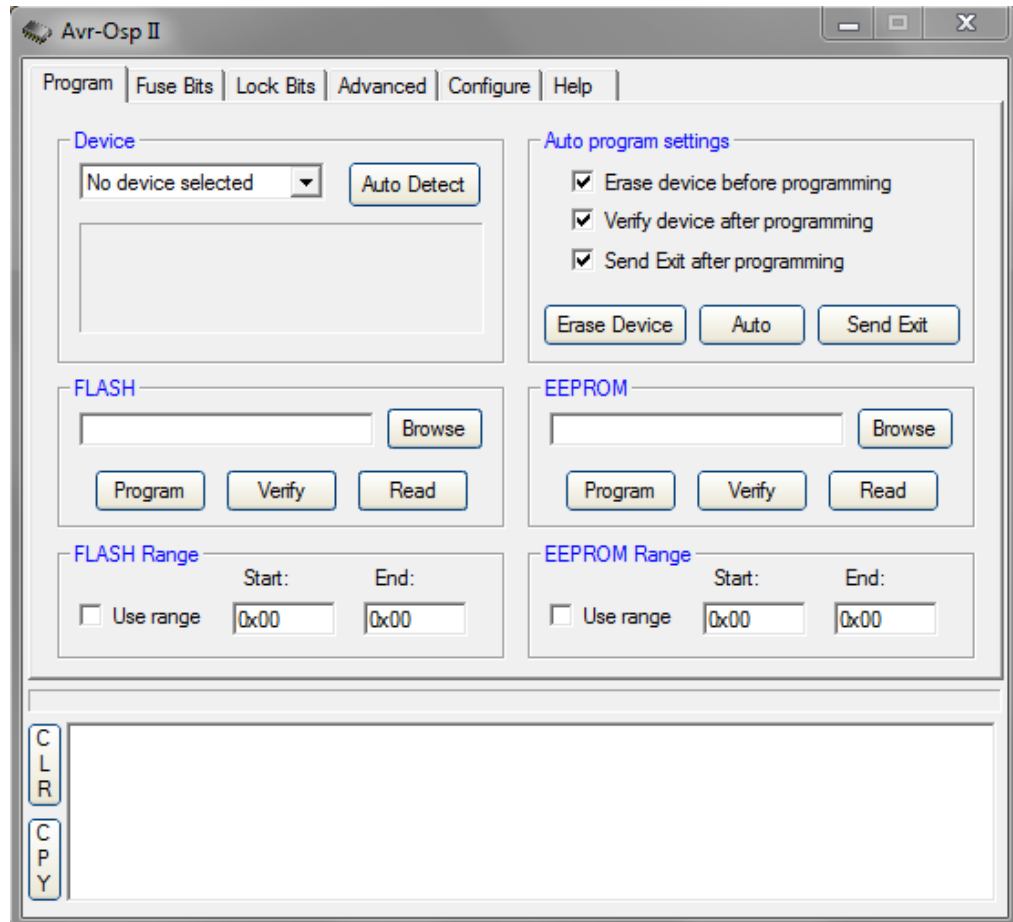 Avr-Osp II
Program Fuse Bits Lock Bits Advanced Configure Help
Device
No device selected Auto Detect
Auto program settings
Erase device before programming
Verify device after programming
Send Exit after programming
Erase Device Auto Send Exit
FLASH
Browse
Program Verify Read
EEPROM
Browse
Program Verify Read
FLASH Range
Start: End:
Use range 0x00 0x00
EEPROM Range
Start: End:
Use range 0x00 0x00
C
L
R
C
P
Y